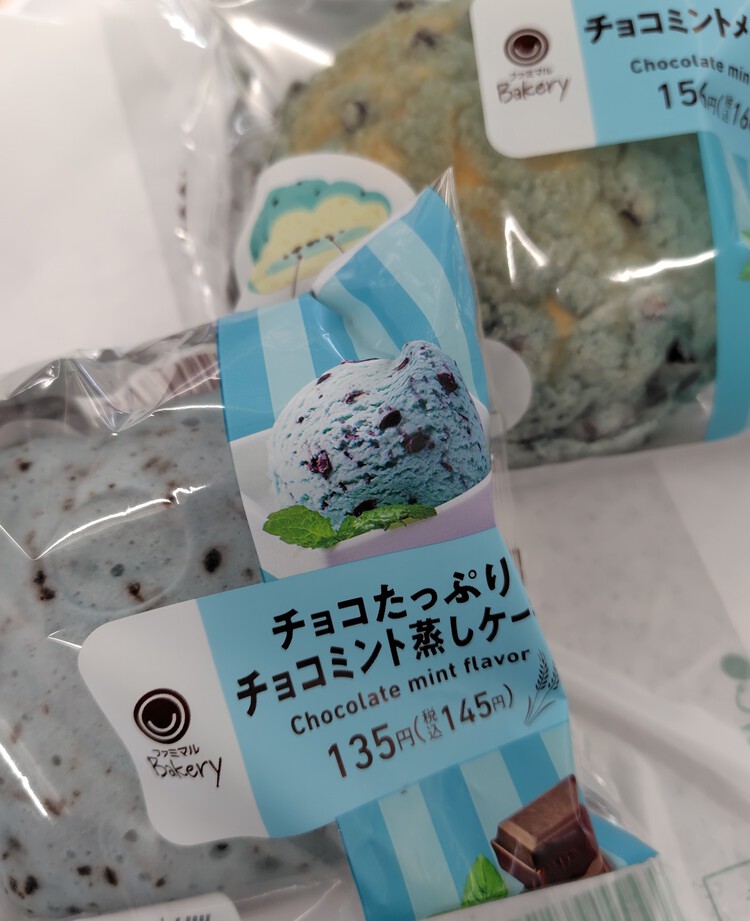 チョコミントメ
Chocolate min
ファミマル
Bakery
チョコたっぷり
チョコミント蒸しケー
Chocolate mint flavor
135円(税込145円)
ファミマル
Bakery